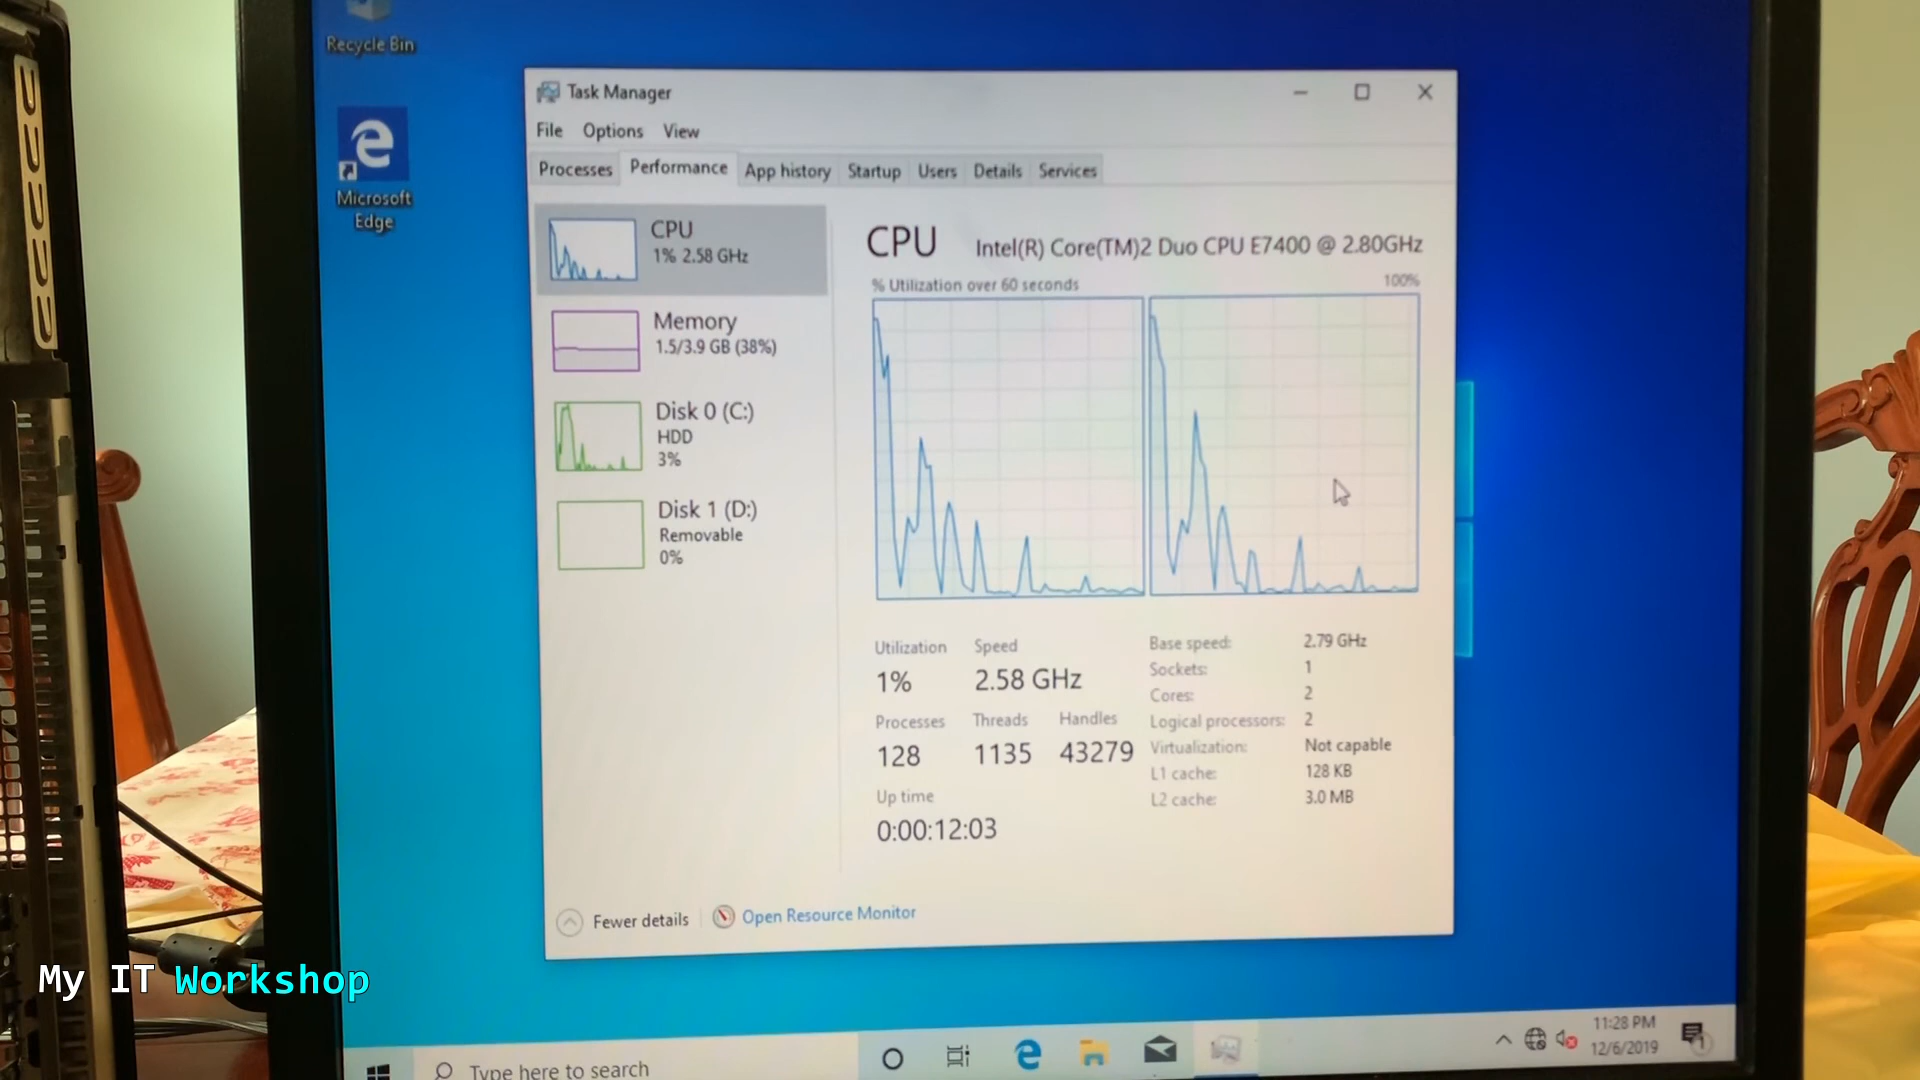 Recycle Bin
Microsoft
Edge
Task Manager
File Options View
Processes Performance App history Startup Users Details Services
CPU
1% 2.58 GHz
Memory
1.5/3.9 GB (38%)
Disk 0 (C:)
HDD
3%
Disk 1 (D:)
Removable
0%
CPU Intel(R) Core(TM)2 Duo CPU E7400 @ 2.80GHz
% Utilization over 60 seconds 100%
Utilization Speed
1% 2.58 GHz
Processes Threads Handles
128 1135 43279
Up time
0:00:12:03
Base speed: 2.79 GHz
Sockets: 1
Cores: 2
Logical processors: 2
Virtualization: Not capable
L1 cache: 128 KB
L2 cache: 3.0 MB
Fewer details Open Resource Monitor
My IT Workshop
Type here to search
11:28 PM
12/6/2019
1